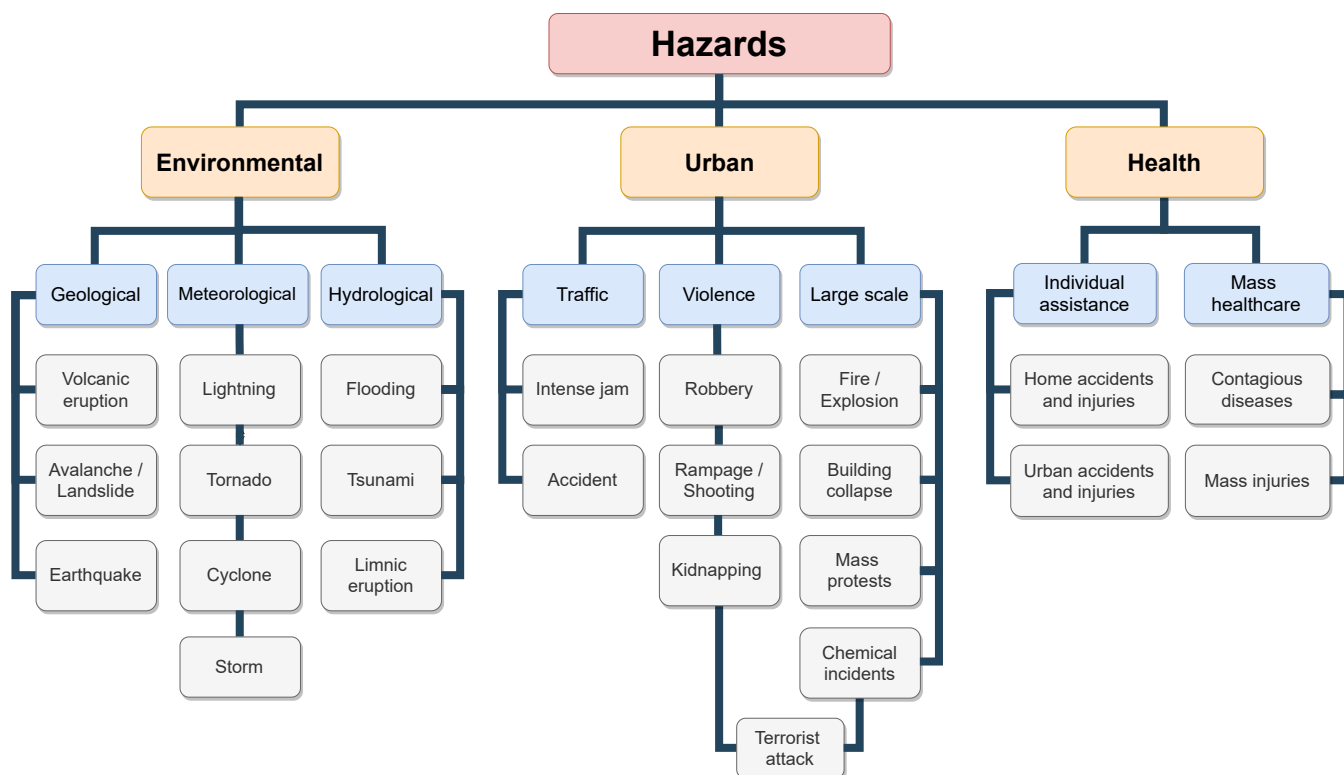 Hazards
Environmental
Urban
Health
Geological
Meteorological
Hydrological
Traffic
Violence
Large scale
Individual
assistance
Mass
healthcare
Volcanic
eruption
Lightning
Flooding
Intense jam
Robbery
Fire /
Explosion
Home accidents
and injuries
Contagious
diseases
Avalanche /
Landslide
Tornado
Tsunami
Accident
Rampage /
Shooting
Building
collapse
Urban accidents
and injuries
Mass injuries
Earthquake
Cyclone
Limnic
eruption
Kidnapping
Mass
protests
Storm
Chemical
incidents
Terrorist
attack